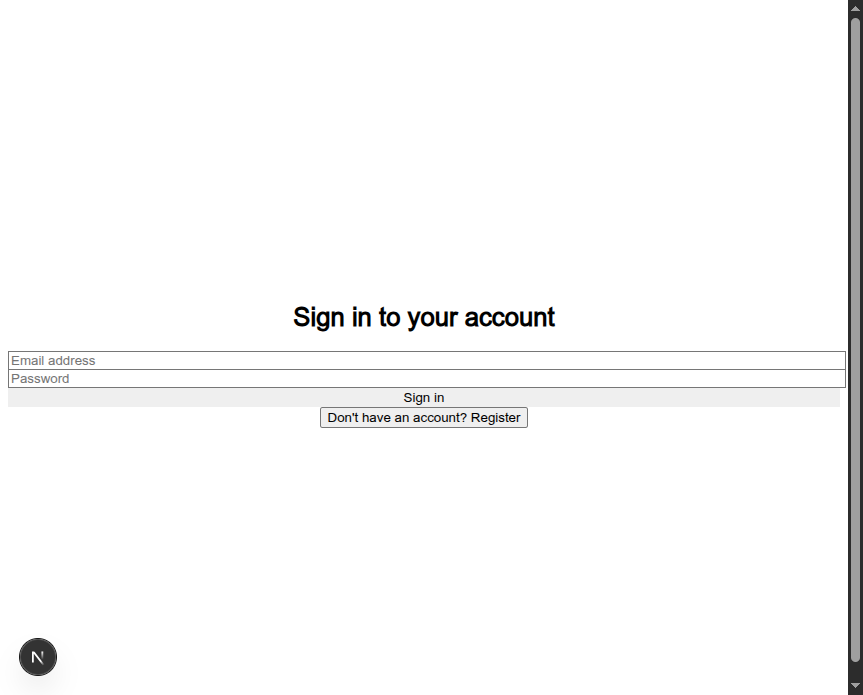 Sign in to your account
Email address
Password
Sign in
Don't have an account? Register
N